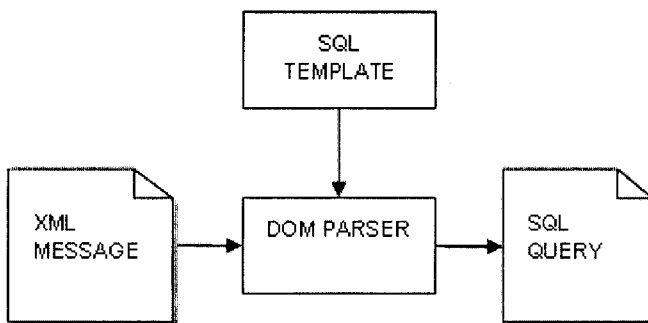 SQL
TEMPLATE
XML
MESSAGE
DOM PARSER
SQL
QUERY